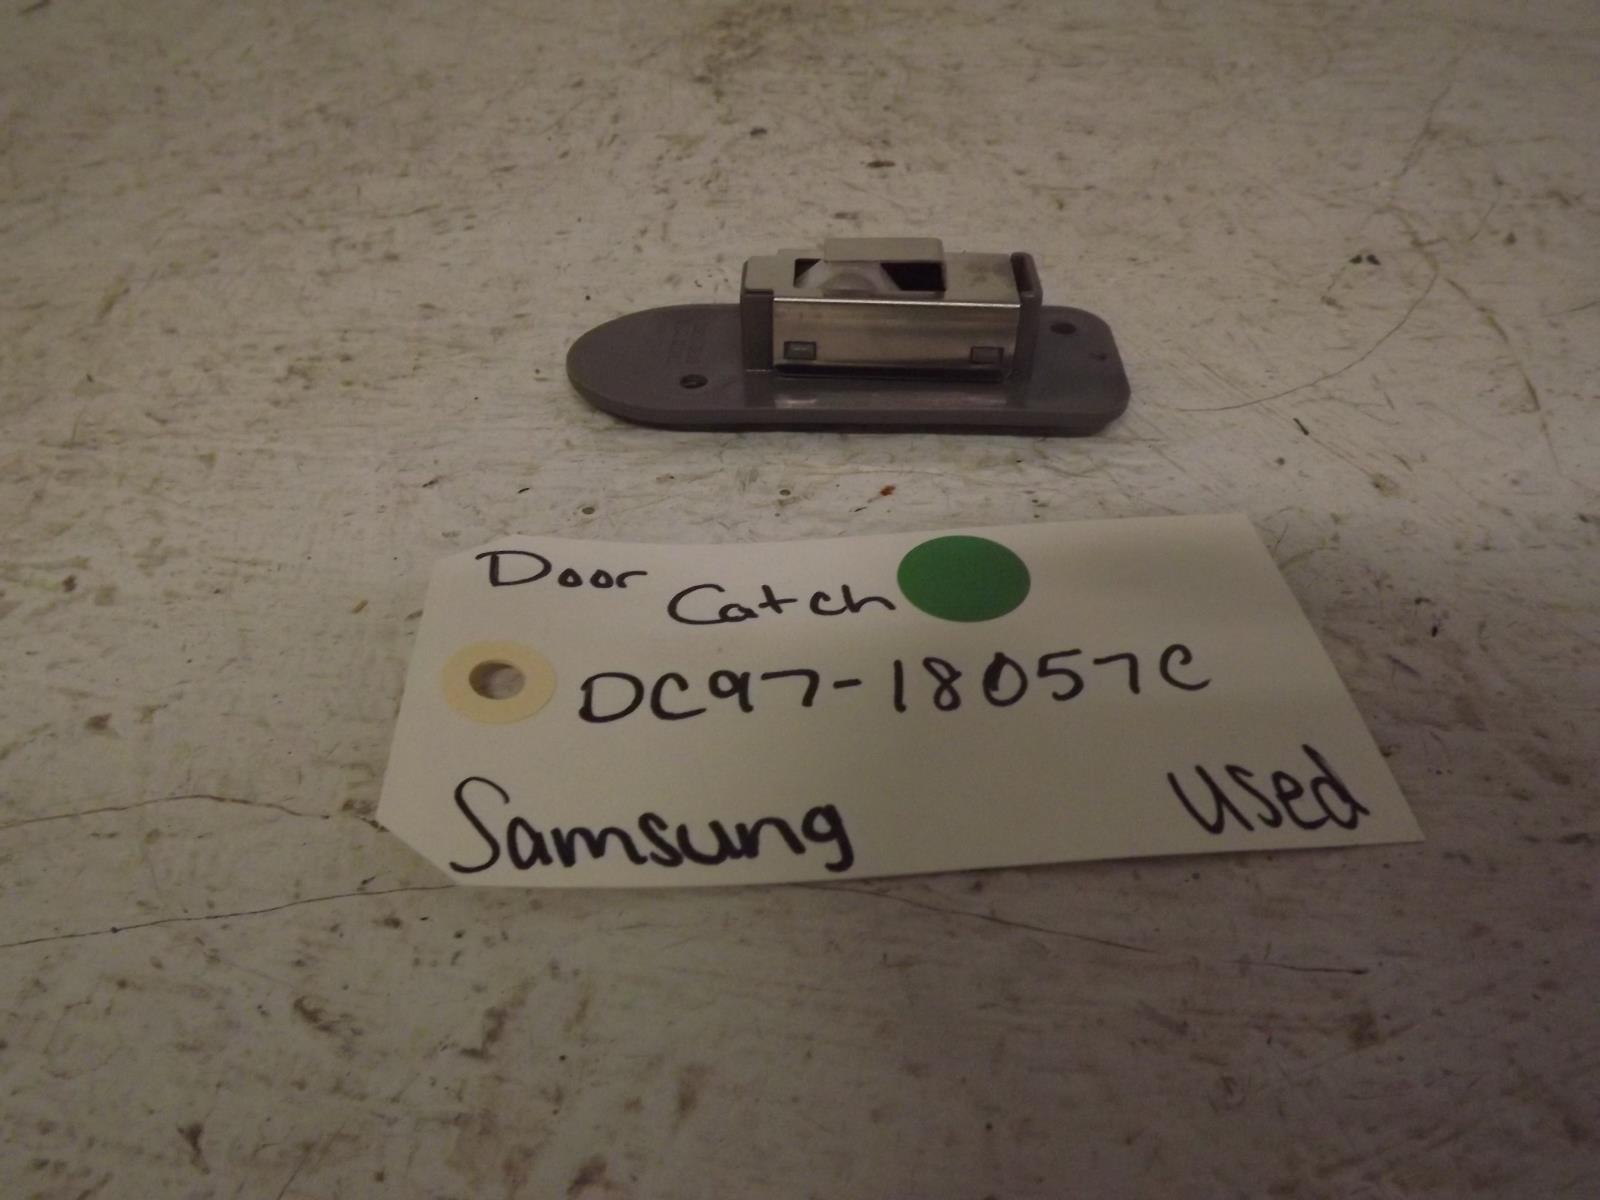 Door Catch
DC97-18057C
Samsung Used